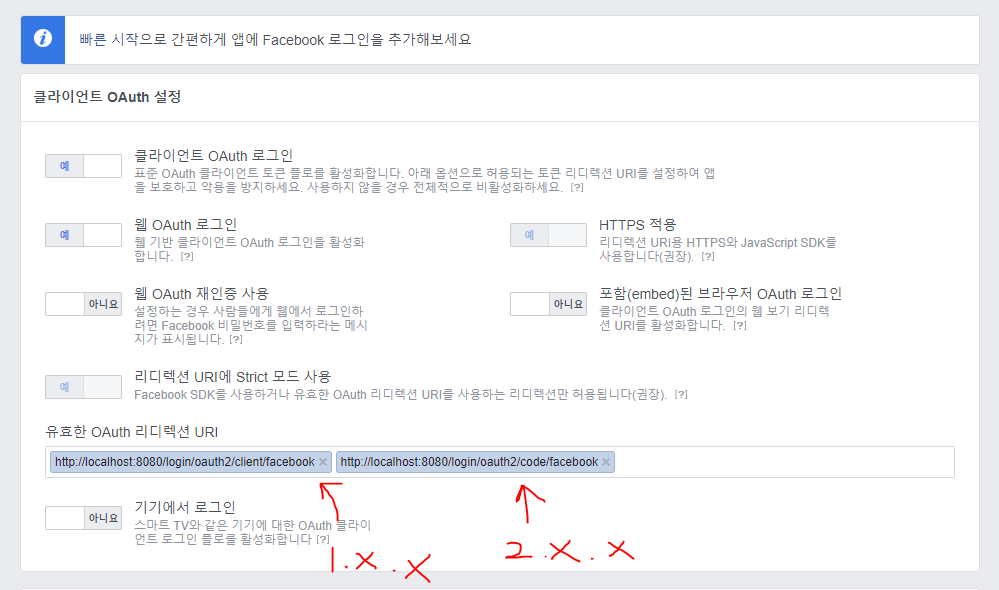 빠른 시작으로 간편하게 앱에 Facebook 로그인을 추가해보세요
클라이언트 OAuth 설정
예
클라이언트 OAuth 로그인
표준 OAuth 클라이언트 토큰 플로를 활성화합니다. 아래 옵션으로 허용되는 토큰 리디렉션 URI를 설정하여 앱
을 보호하고 악용을 방지하세요. 사용하지 않을 경우 전체적으로 비활성화하세요. [?]
예
웹 OAuth 로그인
웹 기반 클라이언트 OAuth 로그인을 활성화
합니다. [?]
예
HTTPS 적용
리디렉션 URI용 HTTPS와 JavaScript SDK를
사용합니다(권장). [?]
아니요
웹 OAuth 재인증 사용
설정하는 경우 사람들에게 웹에서 로그인하
려면 Facebook 비밀번호를 입력하라는 메시
지가 표시됩니다. [?]
아니요
포함(embed)된 브라우저 OAuth 로그인
클라이언트 OAuth 로그인의 웹 보기 리디렉
션 URI를 활성화합니다. [?]
예
리디렉션 URI에 Strict 모드 사용
Facebook SDK를 사용하거나 유효한 OAuth 리디렉션 URI를 사용하는 리디렉션만 허용됩니다(권장). [?]
유효한 OAuth 리디렉션 URI
http://localhost:8080/login/oauth2/client/facebook × http://localhost:8080/login/oauth2/code/facebook ×
아니요
기기에서 로그인
스마트 TV와 같은 기기에 대한 OAuth 클라이
언트 로그인 플로를 활성화합니다 [?]
1.x.x
2.x.x